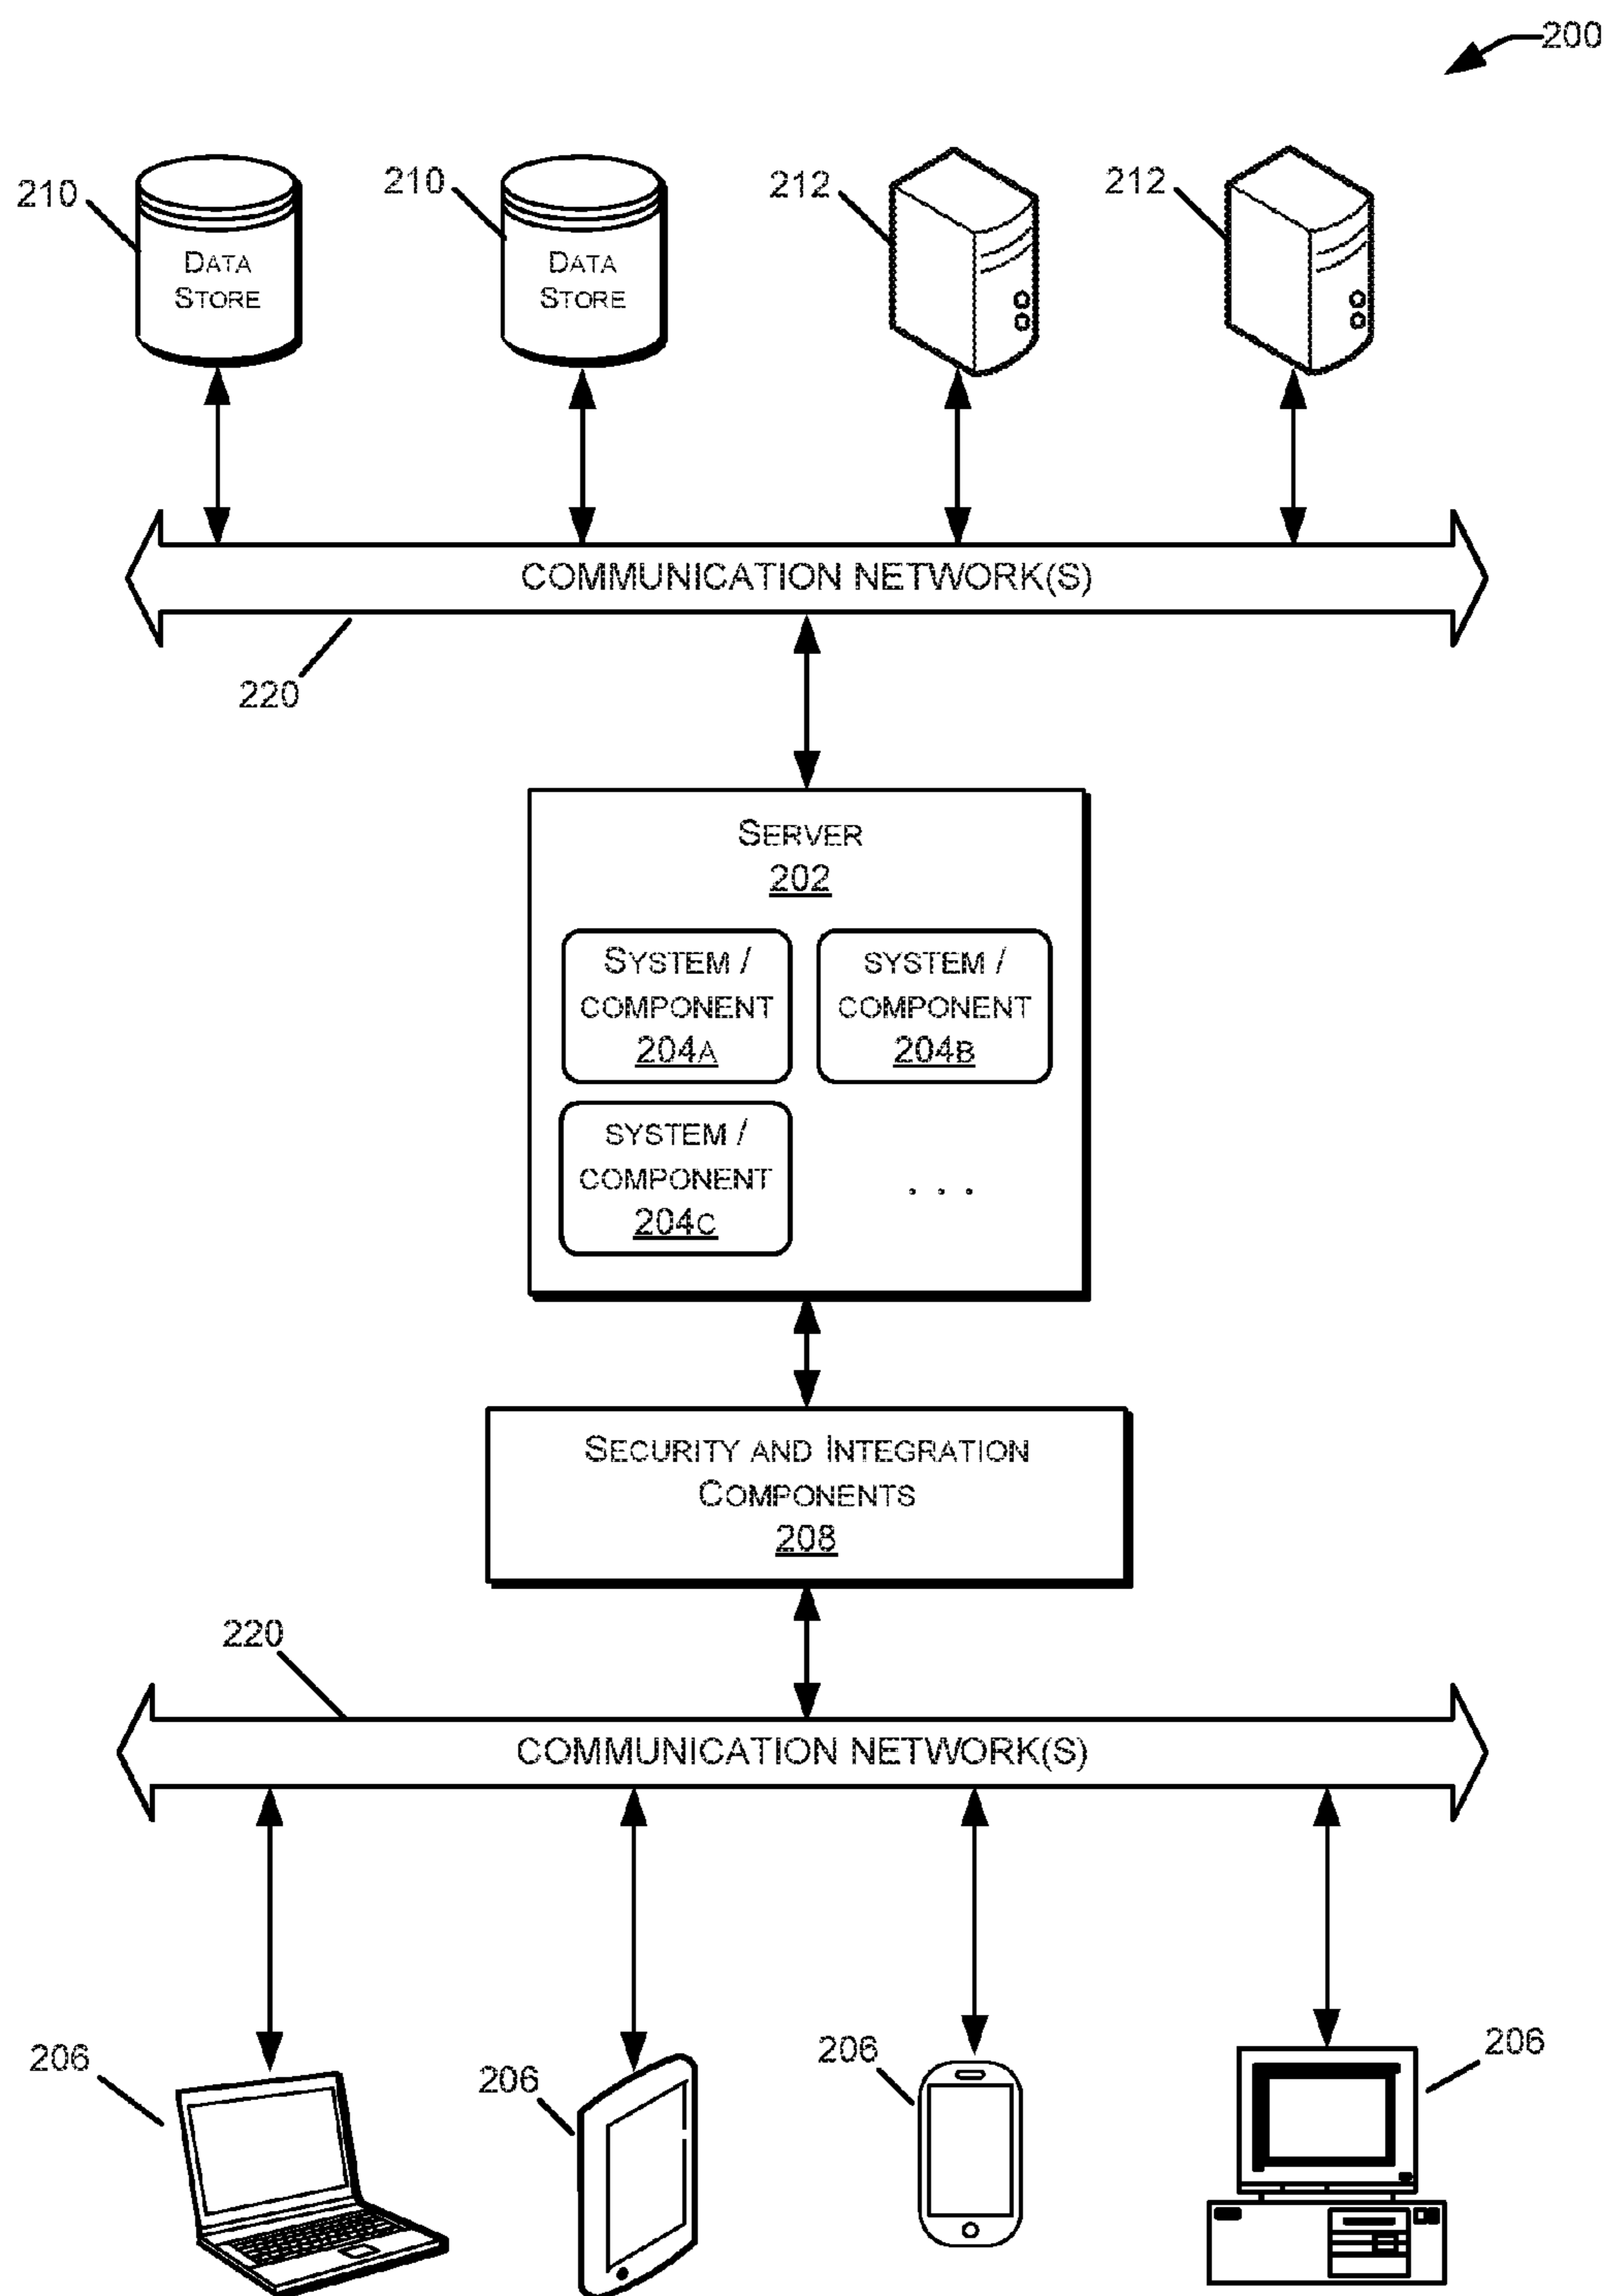 200
210
210
212
212
DATA
STORE
DATA
STORE
COMMUNICATION NETWORK(S)
220
SERVER
202
SYSTEM /
COMPONENT
204A
SYSTEM /
COMPONENT
204B
SYSTEM /
COMPONENT
204C
. . .
SECURITY AND INTEGRATION
COMPONENTS
208
220
COMMUNICATION NETWORK(S)
206
206
206
206